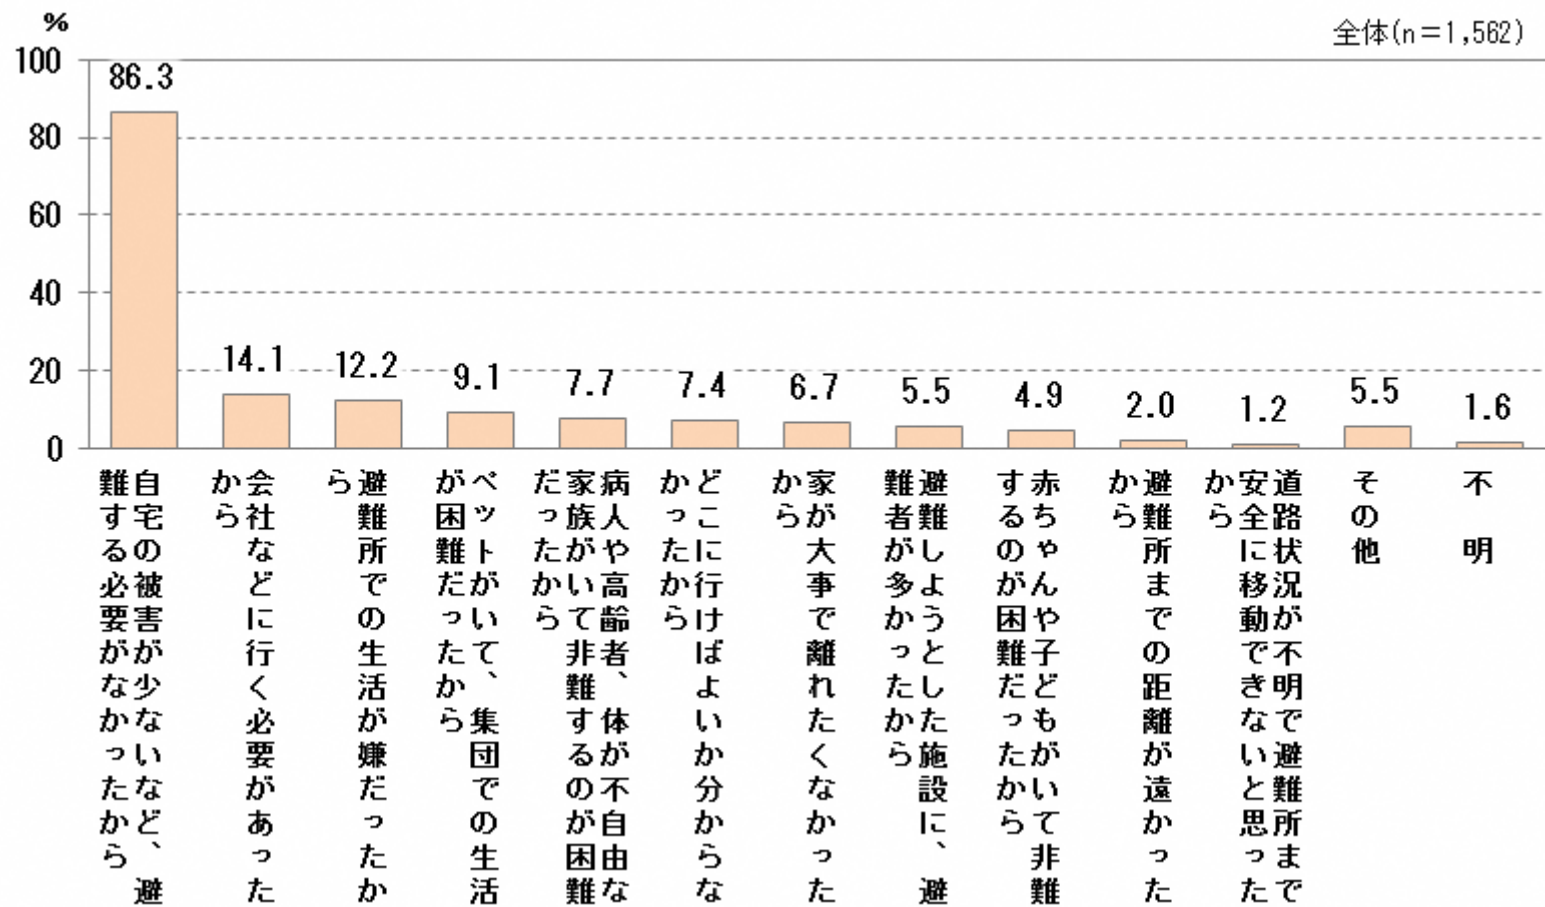 %
全体(n＝1,562)
100
80
60
40
20
0
86.3
14.1
12.2
9.1
7.7
7.4
6.7
5.5
4.9
2.0
1.2
5.5
1.6
自宅の被害が少ないなど、避
難する必要がなかったから
会社などに行く必要があった
から
避難所での生活が嫌だったか
ら
ペットがいて、集団での生活
が困難だったから
病人や高齢者、体が不自由な
家族がいて非難するのが困難
だったから
どこに行けばよいか分からな
かったから
家が大事で離れたくなかった
から
避難しようとした施設に、避
難者が多かったから
赤ちゃんや子どもがいて非難
するのが困難だったから
避難所までの距離が遠かった
から
道路状況が不明で避難所まで
安全に移動できないと思った
から
その他
不　明